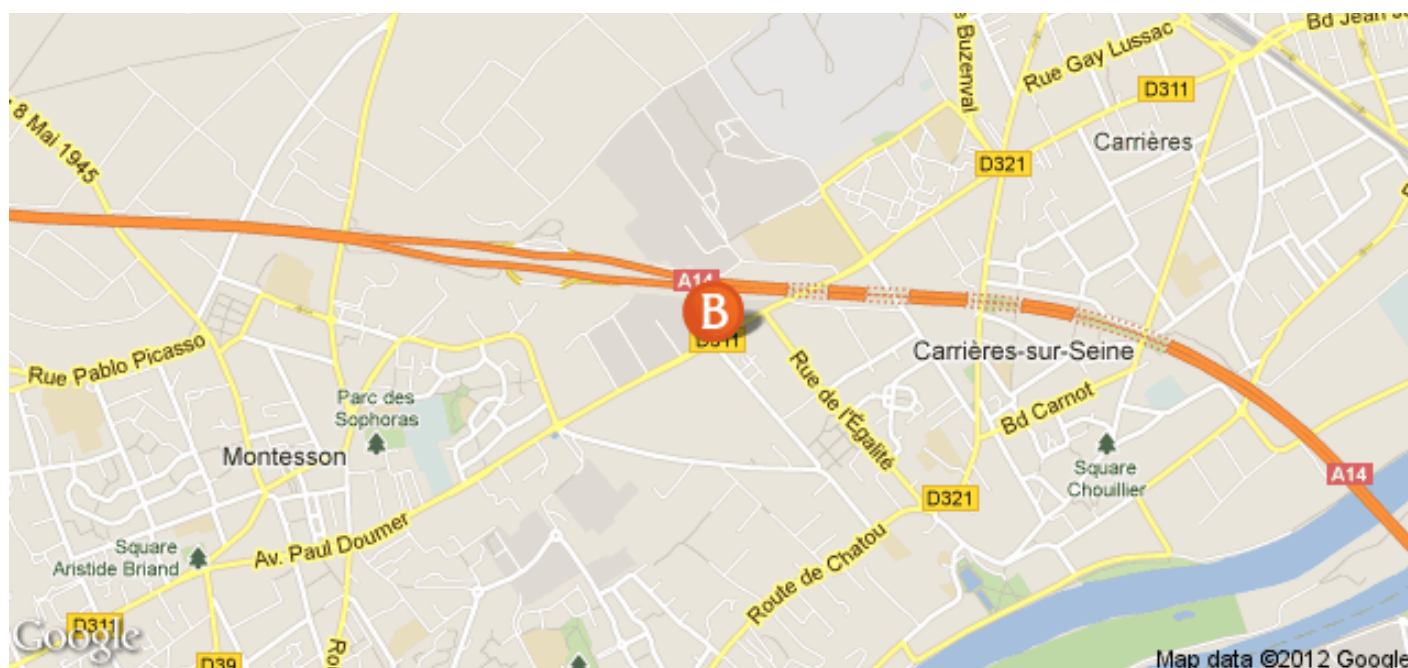 Bd Jean J
Rue Gay Lussac
Buzenval
D311
Carrières
8 Mai 1945
D321
A14
B
D311
Rue Pablo Picasso
Carrières-sur-Seine
Rue de l'Égalité
Bd Carnot
Parc des
Sophoras
Montesson
Square
Chouillier
A14
D321
Av. Paul Doumer
Square
Aristide Briand
Route de Chatou
D311
Google
D39
Map data ©2012 Google